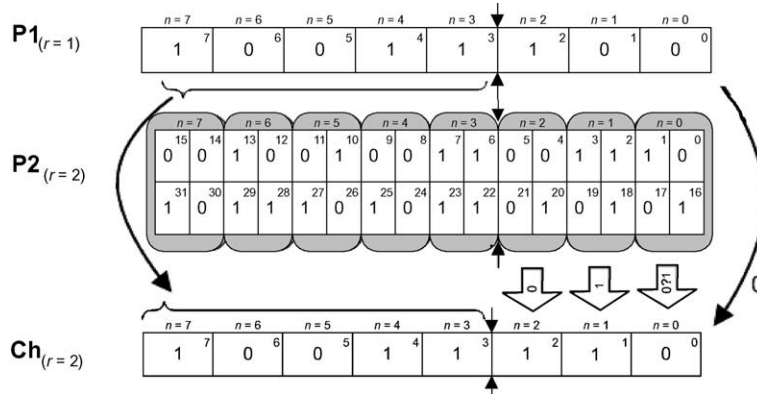 n = 7 n = 6 n = 5 n = 4 n = 3 n = 2 n = 1 n = 0
P1(r = 1) 1 7 0 6 0 5 1 4 1 3 1 2 0 1 0 0
n = 7 n = 6 n = 5 n = 4 n = 3 n = 2 n = 1 n = 0
0 15 0 14 1 13 0 12 0 11 1 10 0 9 0 8 1 7 1 6 0 5 0 4 1 3 1 2 1 1 0 0
P2 (r = 2)
1 31 0 30 1 29 1 28 1 27 0 26 1 25 0 24 1 23 1 22 0 21 1 20 0 19 1 18 0 17 1 16
0 1 0?1
n = 7 n = 6 n = 5 n = 4 n = 3 n = 2 n = 1 n = 0
Ch(r = 2) 1 7 0 6 0 5 1 4 1 3 1 2 1 1 0 0